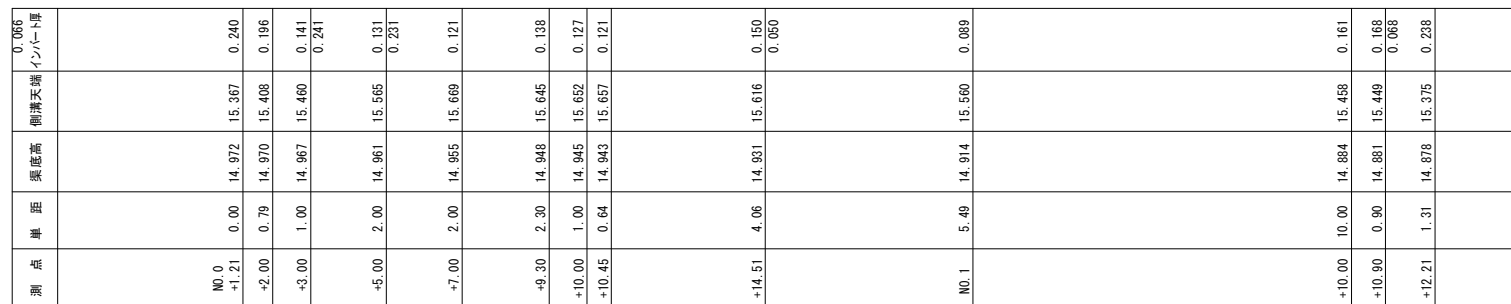 0.066
インバート厚 0.240 0.196 0.141 0.241 0.131 0.231 0.121 0.138 0.127 0.121 0.150 0.050 0.089 0.161 0.168 0.068 0.238
側溝天端 15.367 15.408 15.460 15.565 15.669 15.645 15.652 15.657 15.616 15.560 15.458 15.449 15.375
渠底高 14.972 14.970 14.967 14.961 14.955 14.948 14.945 14.943 14.931 14.914 14.884 14.881 14.878
単 距 0.00 0.79 1.00 2.00 2.00 2.30 1.00 0.64 4.06 5.49 10.00 0.90 1.31
測 点 NO.0 +1.21 +2.00 +3.00 +5.00 +7.00 +9.30 +10.00 +10.45 +14.51 NO.1 +10.00 +10.90 +12.21